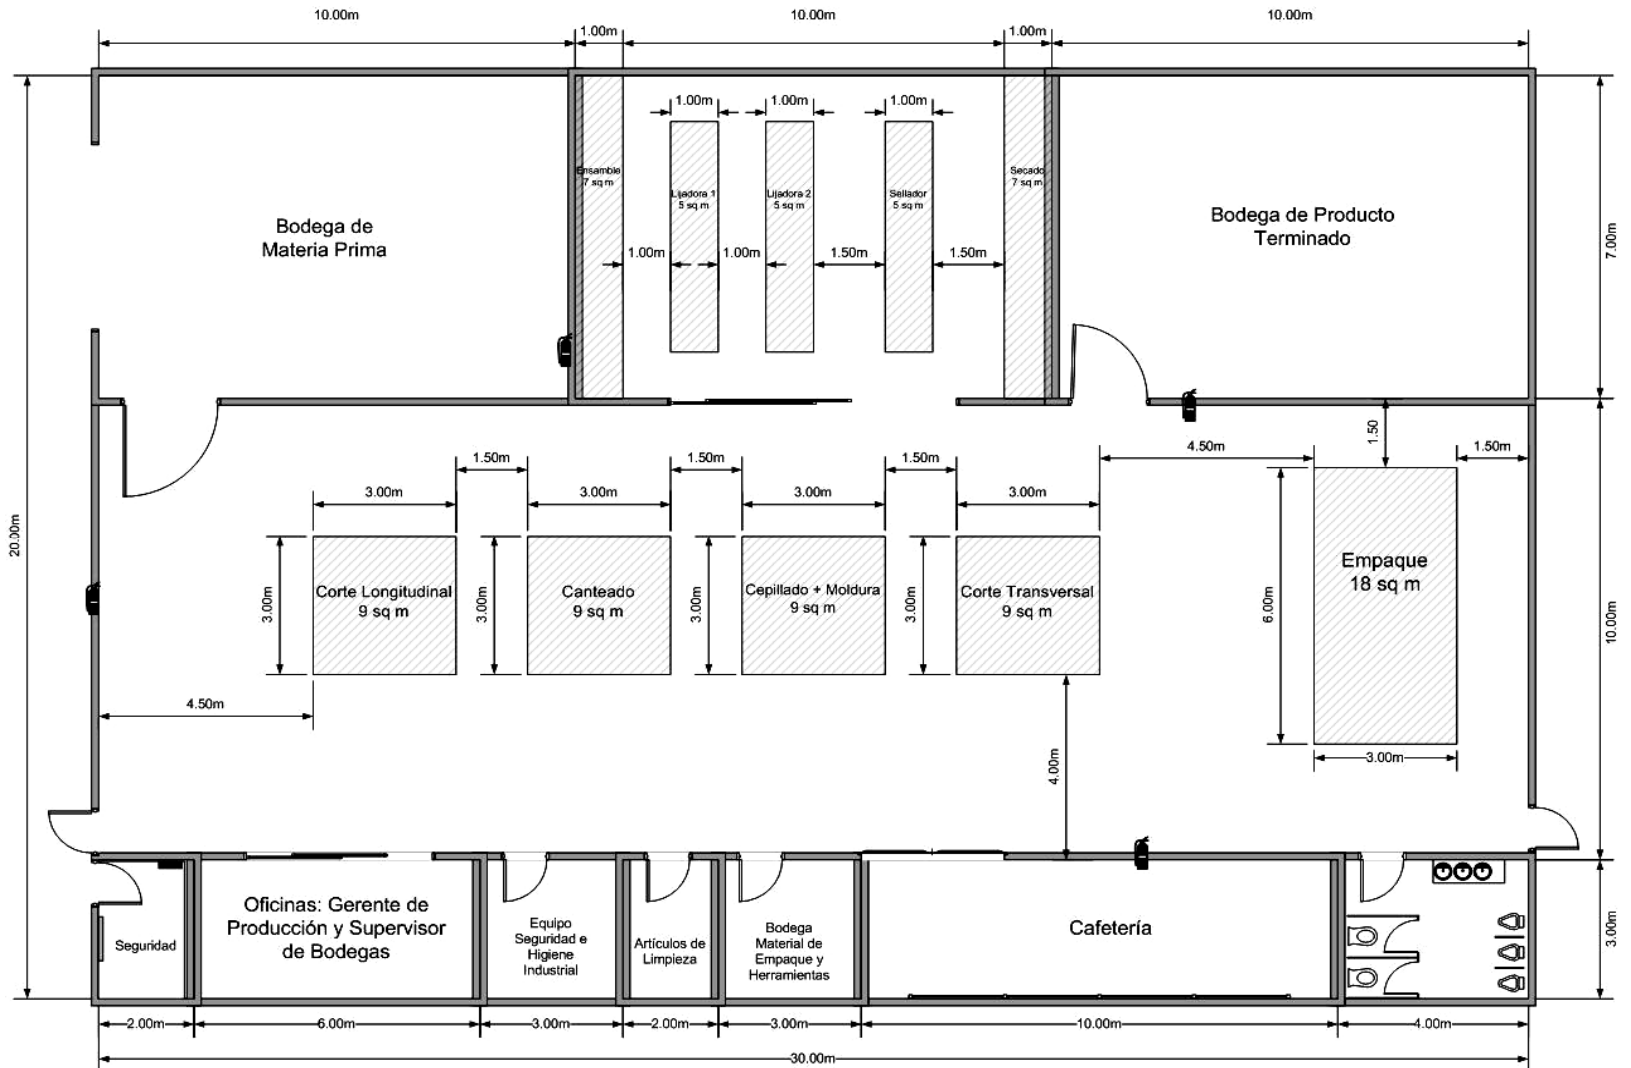 10.00m
10.00m
10.00m
1.00m
1.00m
1.00m
1.00m
1.00m
Ensamble
7 sq m
Lijadora 1
5 sq m
Lijadora 2
5 sq m
Sellador
5 sq m
Secado
7 sq m
Bodega de
Materia Prima
Bodega de Producto
Terminado
1.00m
1.00m
1.50m
1.50m
7.00m
20.00m
1.50m
1.50m
1.50m
4.50m
1.50
1.50m
3.00m
3.00m
3.00m
3.00m
3.00m
Corte Longitudinal
9 sq m
3.00m
Canteado
9 sq m
3.00m
Cepillado + Moldura
9 sq m
3.00m
Corte Transversal
9 sq m
6.00m
Empaque
18 sq m
10.00m
4.50m
4.00m
3.00m
Seguridad
Oficinas: Gerente de
Producción y Supervisor
de Bodegas
Equipo
Seguridad e
Higiene
Industrial
Artículos de
Limpieza
Bodega
Material de
Empaque y
Herramientas
Cafetería
3.00m
2.00m
6.00m
3.00m
2.00m
3.00m
10.00m
4.00m
30.00m